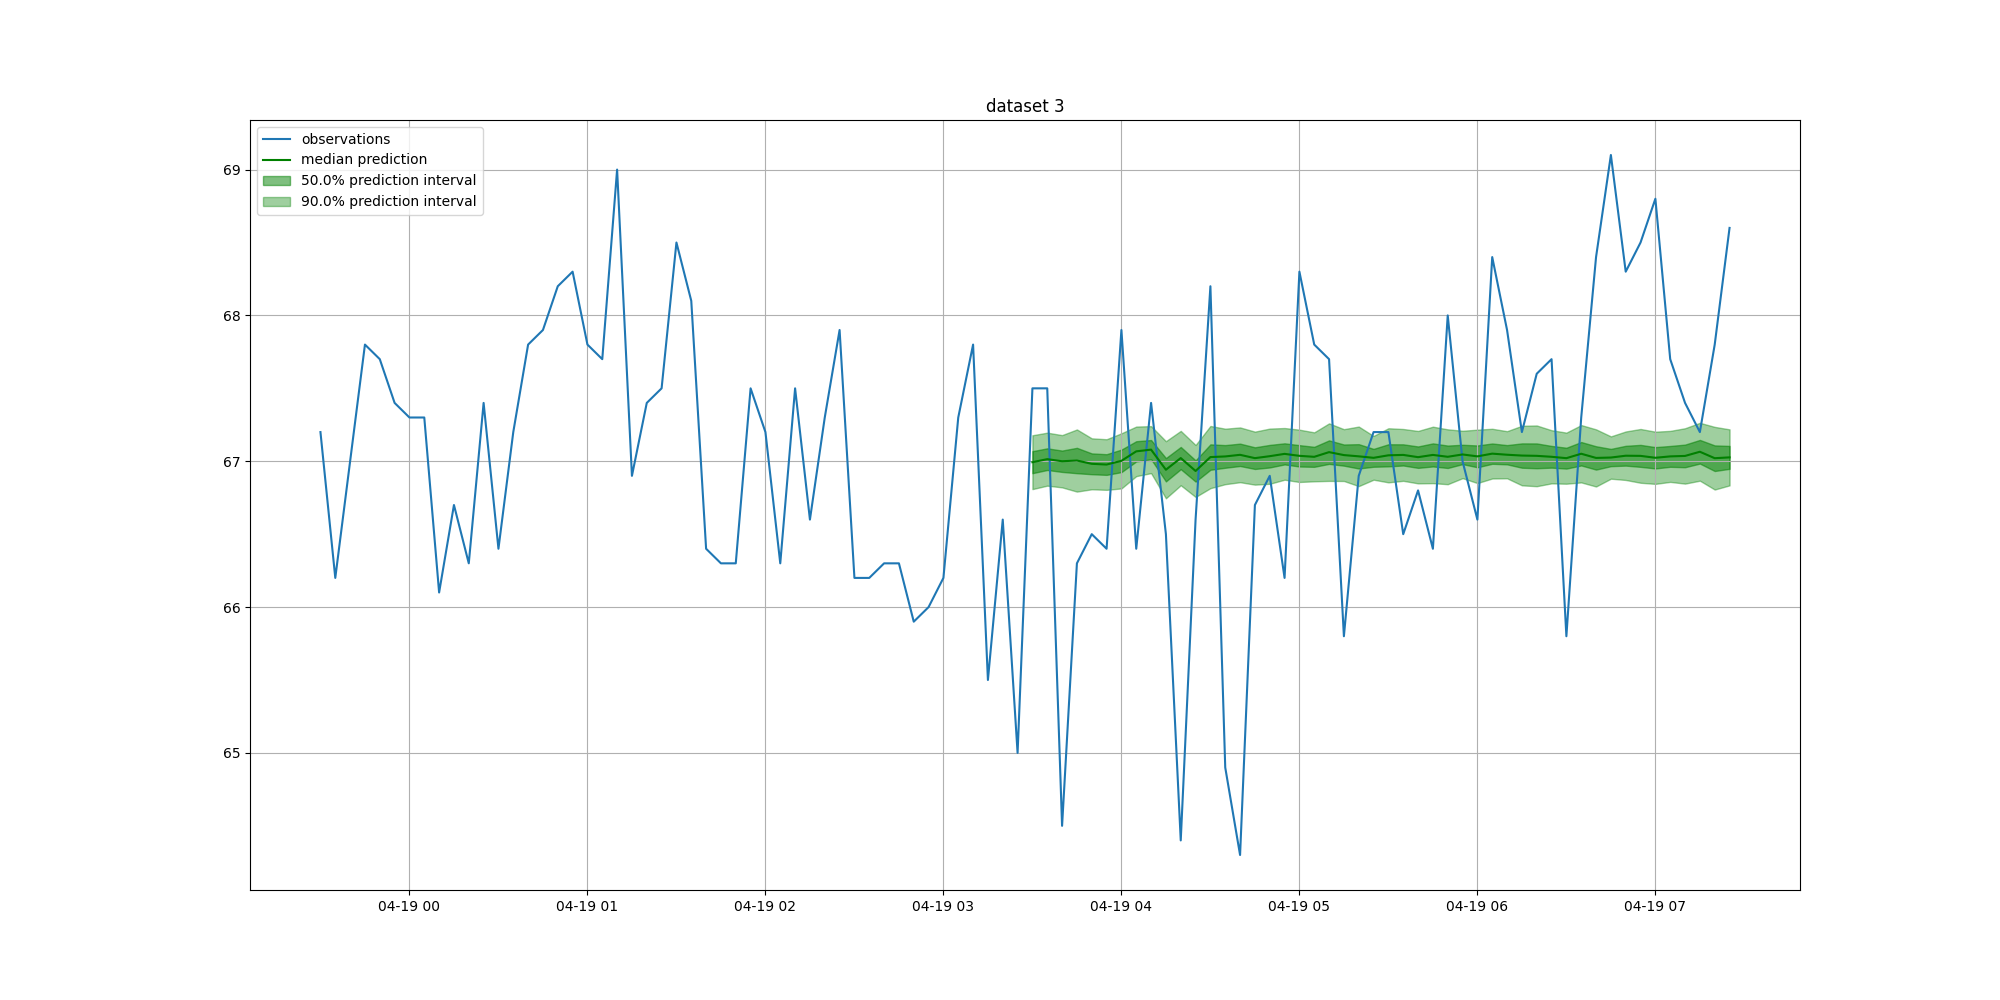 dataset 3
observations
median prediction
50.0% prediction interval
90.0% prediction interval
69
68
67
66
65
04-19 00
04-19 01
04-19 02
04-19 03
04-19 04
04-19 05
04-19 06
04-19 07